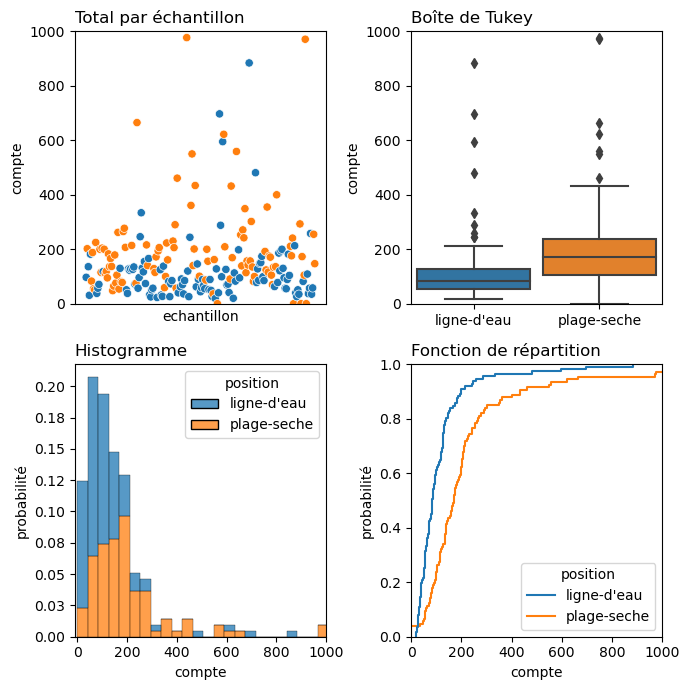 Total par échantillon
1000
800
600
400
200
0
compte
echantillon
Boîte de Tukey
1000
800
600
400
200
0
compte
ligne-d'eau
plage-seche
Histogramme
0.20
0.18
0.15
0.12
0.10
0.08
0.05
0.03
0.00
probabilité
position
ligne-d'eau
plage-seche
0
200
400
600
800
1000
compte
Fonction de répartition
1.0
0.8
0.6
0.4
0.2
0.0
probabilité
position
ligne-d'eau
plage-seche
0
200
400
600
800
1000
compte